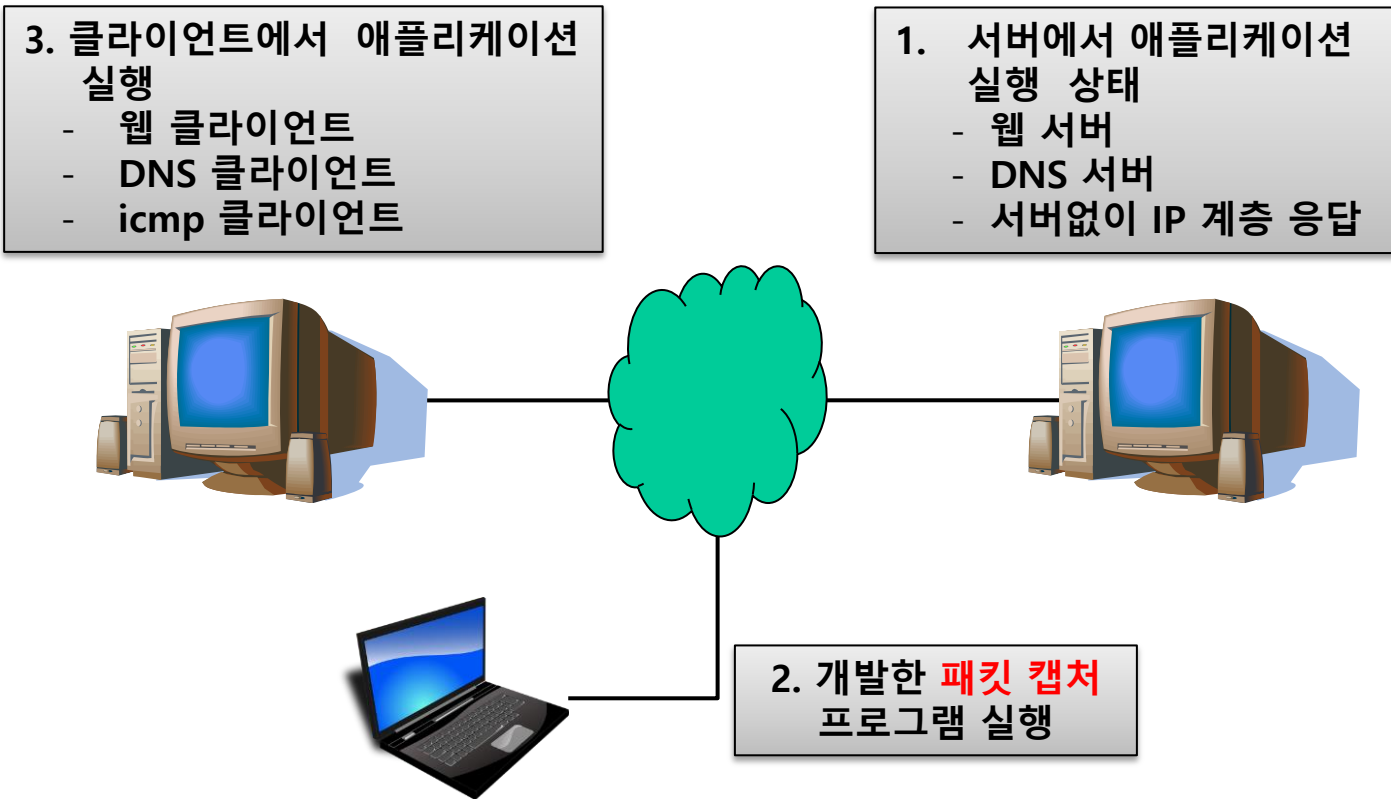 3. 클라이언트에서 애플리케이션
실행
- 웹 클라이언트
- DNS 클라이언트
- icmp 클라이언트
1. 서버에서 애플리케이션
실행 상태
- 웹 서버
- DNS 서버
- 서버없이 IP 계층 응답
2. 개발한 패킷 캡처
프로그램 실행